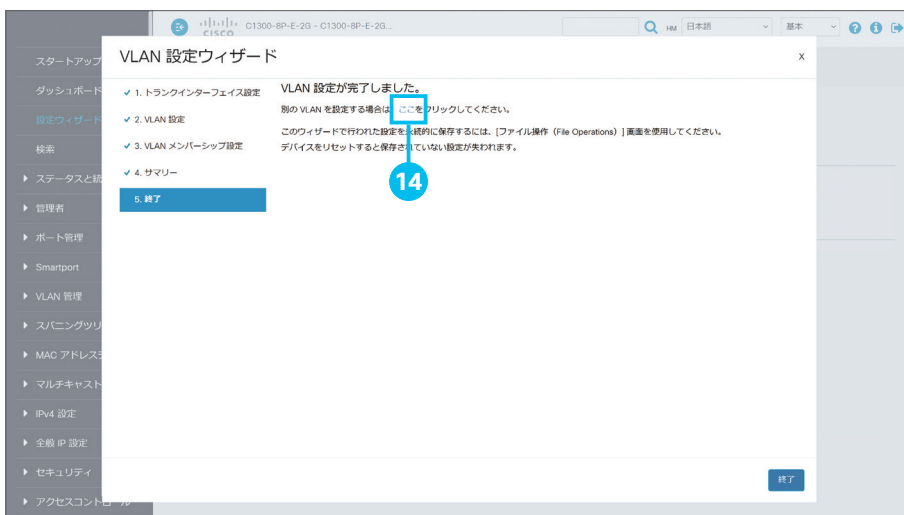 CISCO
C1300-8P-E-2G - C1300-8P-E-2G...
HM
日本語
基本
スタートアップ
ダッシュボード
設定ウィザード
検索
ステータスと統
管理者
ポート管理
Smartport
VLAN 管理
スパニングツリ
MAC アドレステ
マルチキャスト
IPv4 設定
全般 IP 設定
セキュリティ
アクセスコントロール
VLAN 設定ウィザード
X
1. トランクインターフェイス設定
2. VLAN 設定
3. VLAN メンバーシップ設定
4. サマリー
5. 終了
VLAN 設定が完了しました。
別の VLAN を設定する場合は、ここをクリックしてください。
このウィザードで行われた設定を永続的に保存するには、[ファイル操作（File Operations）] 画面を使用してください。
デバイスをリセットすると保存されていない設定が失われます。
14
終了